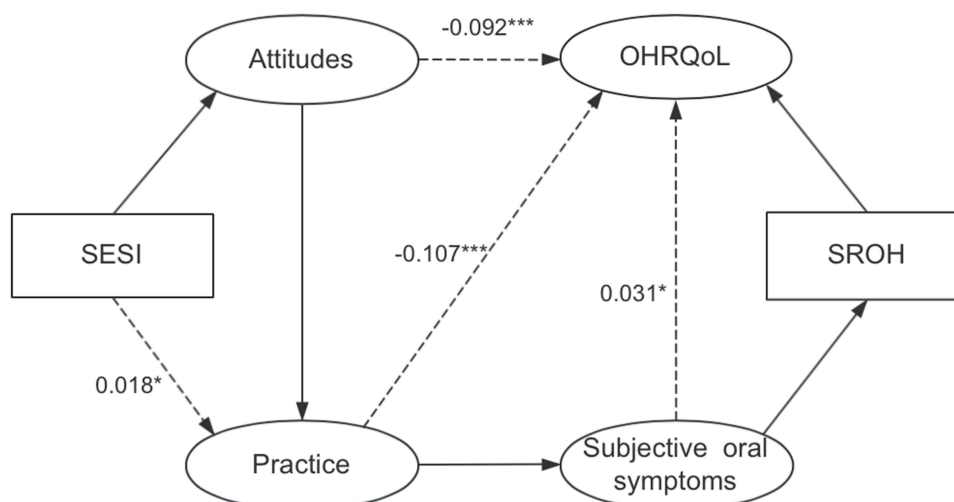 -0.092***
Attitudes
OHRQoL
SESI
-0.107***
SROH
0.031*
0.018*
Practice
Subjective oral
symptoms